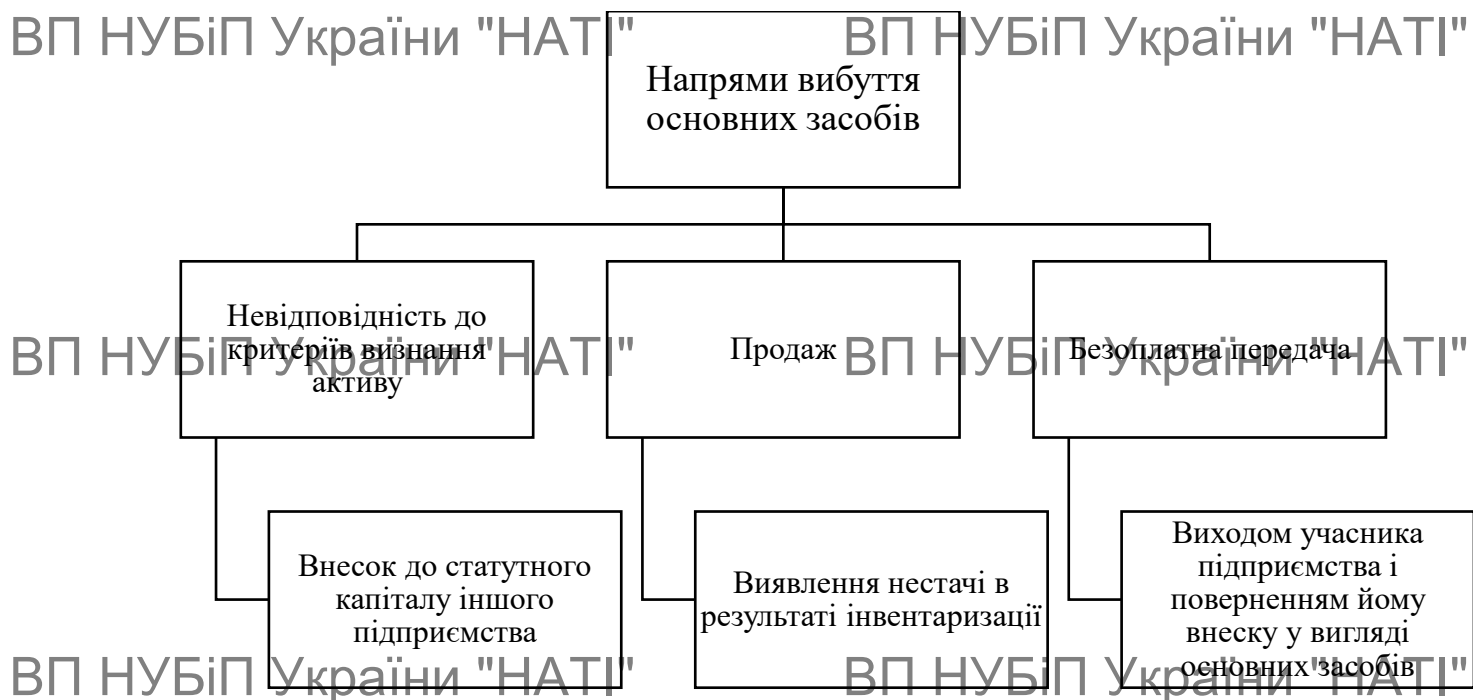 ВП НУБіП України "НАТІ"
ВП НУБіП України "НАТІ"
Напрями вибуття
основних засобів
Невідповідність до
критеріїв визнання
активу
Продаж
Безоплатна передача
ВП НУБіП України "НАТІ"
ВП НУБіП України "НАТІ"
Внесок до статутного
капіталу іншого
підприємства
Виявлення нестачі в
результаті інвентаризації
Виходом учасника
підприємства і
поверненням йому
внеску у вигляді
основних засобів
ВП НУБіП України "НАТІ"
ВП НУБіП України "НАТІ"